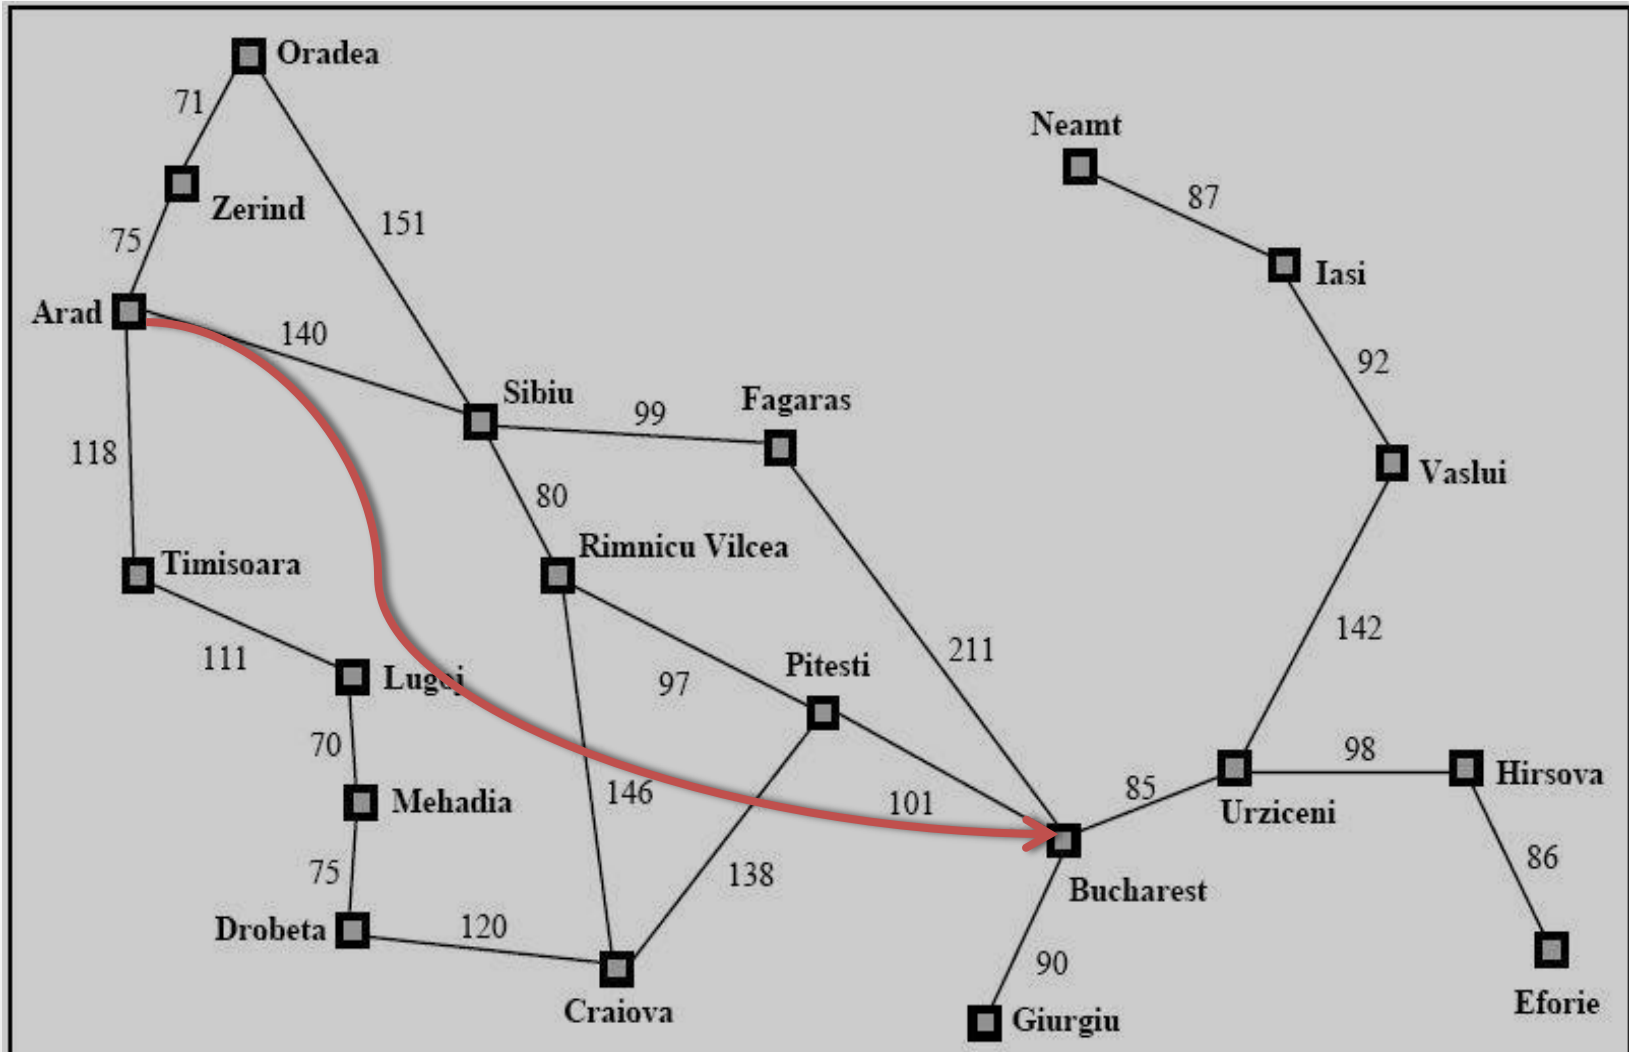 Oradea
71
Neamt
87
Zerind
151
75
Iasi
Arad
140
92
Sibiu
Fagaras
99
118
Vaslui
80
Rimnicu Vilcea
Timisoara
142
211
111
Pitesti
Lugoj
97
70
98
Hirsova
146
101
85
Mehadia
Urziceni
86
75
138
Bucharest
Drobeta
120
90
Craiova
Giurgiu
Eforie